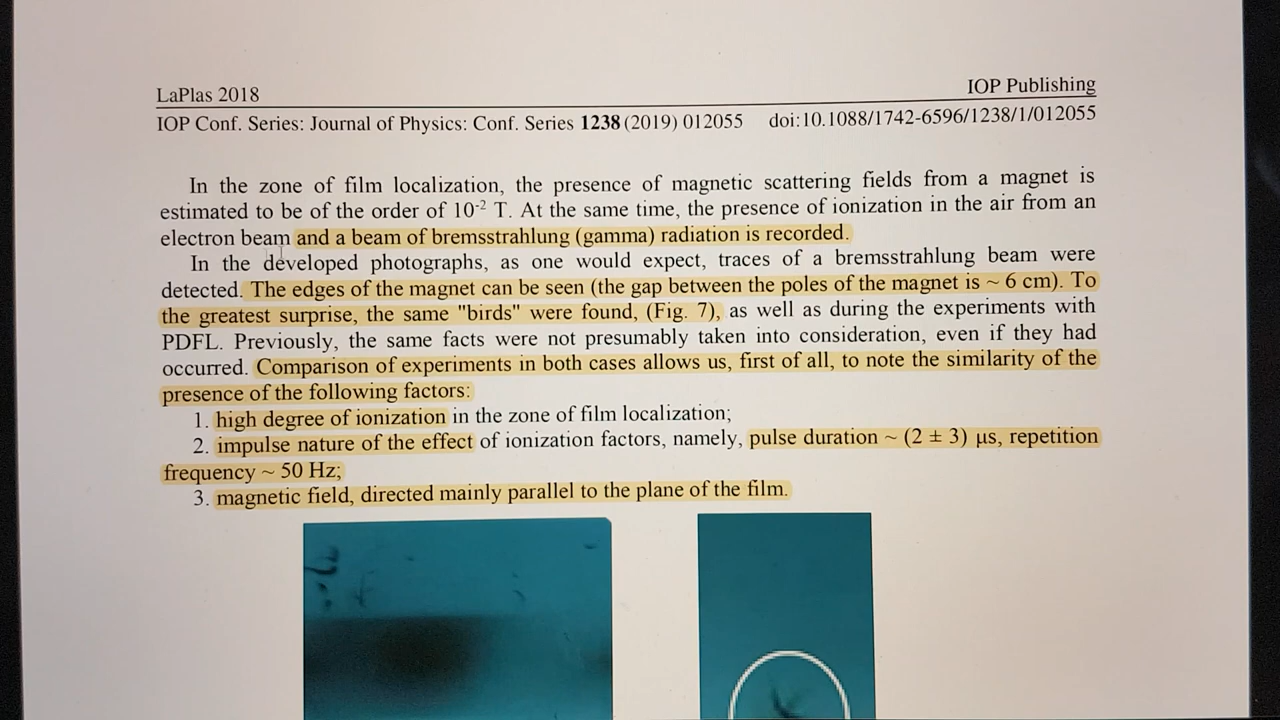 LaPlas 2018
IOP Publishing
IOP Conf. Series: Journal of Physics: Conf. Series 1238 (2019) 012055 doi:10.1088/1742-6596/1238/1/012055
In the zone of film localization, the presence of magnetic scattering fields from a magnet is
estimated to be of the order of 10⁻² T. At the same time, the presence of ionization in the air from an
electron beam and a beam of bremsstrahlung (gamma) radiation is recorded.
In the developed photographs, as one would expect, traces of a bremsstrahlung beam were
detected. The edges of the magnet can be seen (the gap between the poles of the magnet is ~ 6 cm). To
the greatest surprise, the same "birds" were found, (Fig. 7), as well as during the experiments with
PDFL. Previously, the same facts were not presumably taken into consideration, even if they had
occurred. Comparison of experiments in both cases allows us, first of all, to note the similarity of the
presence of the following factors:
1. high degree of ionization in the zone of film localization;
2. impulse nature of the effect of ionization factors, namely, pulse duration ~ (2 ± 3) μs, repetition
frequency ~ 50 Hz;
3. magnetic field, directed mainly parallel to the plane of the film.